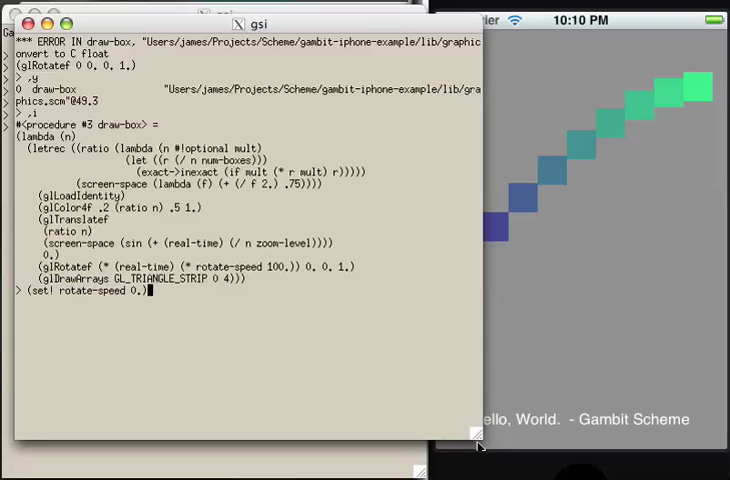 gsi
*** ERROR IN draw-box, "Users/james/Projects/Scheme/gambit-iphone-example/lib/graphic
onvert to C float
(glRotatef 0 0. 0. 1.)
> ,y
0 draw-box "Users/james/Projects/Scheme/gambit-iphone-example/lib/gra
phics.scm"@49.3
> ,i
#<procedure #3 draw-box> =
(lambda (n)
(letrec ((ratio (lambda (n #!optional mult)
(let ((r (/ n num-boxes)))
(exact->inexact (if mult (* r mult) r)))))
(screen-space (lambda (f) (+ (/ f 2.) .75))))
(glLoadIdentity)
(glColor4f .2 (ratio n) .5 1.)
(glTranslatef
(ratio n)
(screen-space (sin (+ (real-time) (/ n zoom-level))))
0.)
(glRotatef (* (real-time) (* rotate-speed 100.)) 0. 0. 1.)
(glDrawArrays GL_TRIANGLE_STRIP 0 4)))
> (set! rotate-speed 0.)
rier 10:10 PM
ello, World. - Gambit Scheme